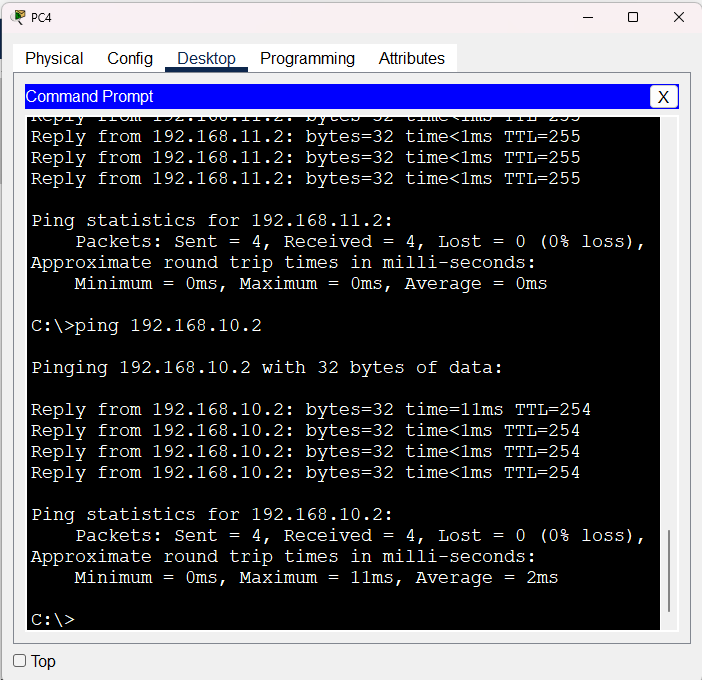 PC4
Physical Config Desktop Programming Attributes
Command Prompt X
Reply from 192.168.11.2: bytes=32 time<1ms TTL=255
Reply from 192.168.11.2: bytes=32 time<1ms TTL=255
Reply from 192.168.11.2: bytes=32 time<1ms TTL=255
Reply from 192.168.11.2: bytes=32 time<1ms TTL=255

Ping statistics for 192.168.11.2:
    Packets: Sent = 4, Received = 4, Lost = 0 (0% loss),
Approximate round trip times in milli-seconds:
    Minimum = 0ms, Maximum = 0ms, Average = 0ms

C:\>ping 192.168.10.2

Pinging 192.168.10.2 with 32 bytes of data:

Reply from 192.168.10.2: bytes=32 time=11ms TTL=254
Reply from 192.168.10.2: bytes=32 time<1ms TTL=254
Reply from 192.168.10.2: bytes=32 time<1ms TTL=254
Reply from 192.168.10.2: bytes=32 time<1ms TTL=254

Ping statistics for 192.168.10.2:
    Packets: Sent = 4, Received = 4, Lost = 0 (0% loss),
Approximate round trip times in milli-seconds:
    Minimum = 0ms, Maximum = 11ms, Average = 2ms

C:\>
Top